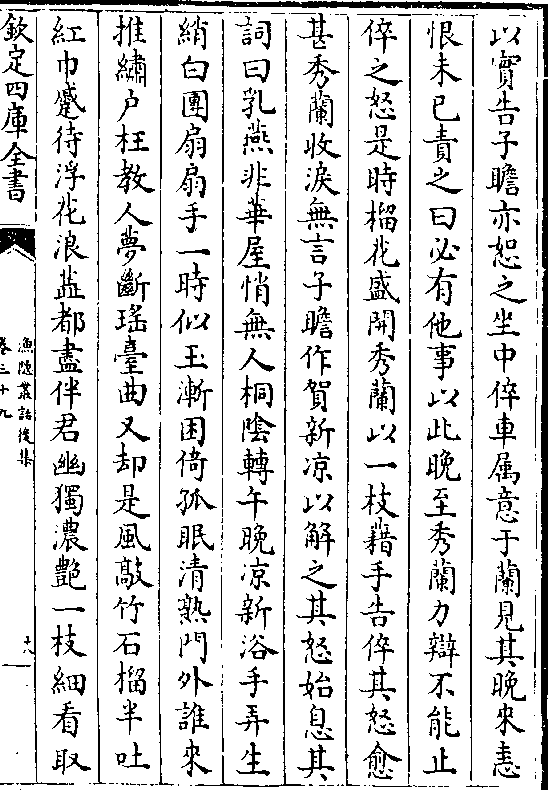 以實告子瞻亦恕之坐中倅車属意于蘭見其晚來恚
恨未已責之曰必有他事以此晚至秀蘭力辯不能止
倅之怒是時榴花盛開秀蘭以一枝藉手告倅其怒愈
甚秀蘭收淚無言子瞻作賀新凉以解之其怒始息其
詞曰乳燕非華屋悄無人桐隂轉午晚凉新浴手弄生
綃白團扇扇手一時似玉漸困倚孤眠清熟門外誰來
推繡户枉教人夢斷瑤臺曲又却是風敲竹石榴半吐
紅巾蹙待浮花浪蘂都盡伴君幽獨濃艷一枝細看取
欽定四庫全書
漁隠叢話後集
卷三十九
十八